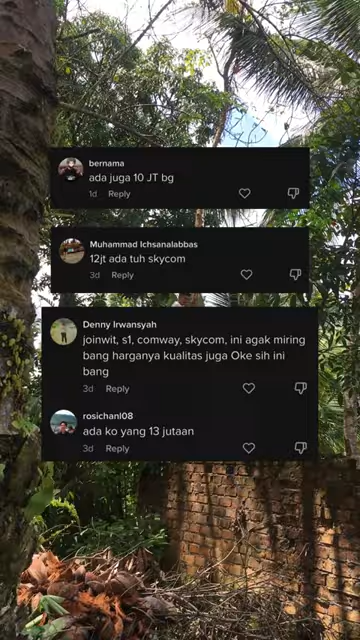 bernama
ada juga 10 JT bg
1d Reply
Muhammad Ichsanalabbas
12jt ada tuh skycom
3d Reply
Denny Irwansyah
joinwit, s1, comway, skycom, ini agak miring
bang harganya kualitas juga Oke sih ini
bang
3d Reply
rosichanl08
ada ko yang 13 jutaan
3d Reply